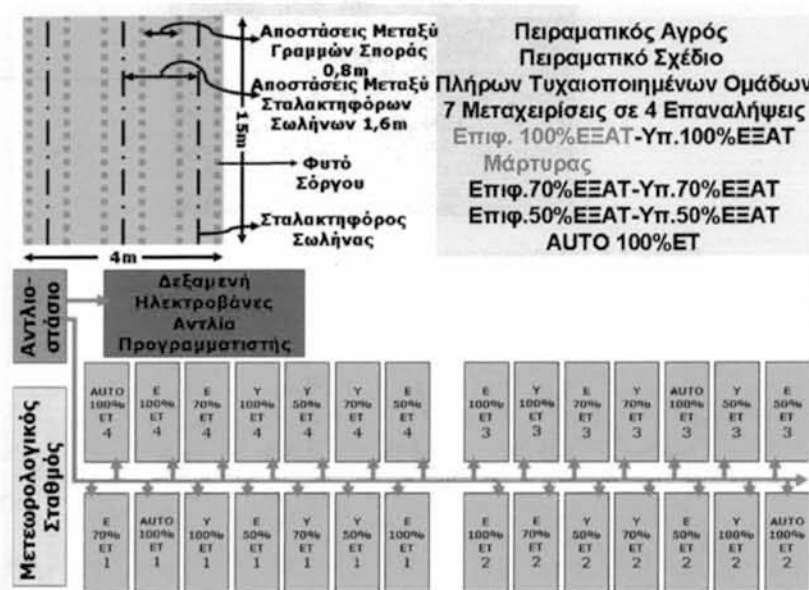 Αποστάσεις Μεταξύ
Γραμμών Σποράς
0,8m
Αποστάσεις Μεταξύ
Σταλακτηφόρων
Σωλήνων 1,6m
Φυτό
Σόργου
Σταλακτηφόρος
Σωλήνας
15m
4m
Πειραματικός Αγρός
Πειραματικό Σχέδιο
Πλήρων Τυχαιοποιημένων Ομάδων
7 Μεταχειρίσεις σε 4 Επαναλήψεις
Επιφ. 100%ΕΞΑΤ-Υπ.100%ΕΞΑΤ
Μάρτυρας
Επιφ.70%ΕΞΑΤ-Υπ.70%ΕΞΑΤ
Επιφ.50%ΕΞΑΤ-Υπ.50%ΕΞΑΤ
AUTO 100%ET
Αντλιο-
στάσιο
Δεξαμενή
Ηλεκτροβάνες
Αντλία
Προγραμματιστής
Μετεωρολογικός
Σταθμός
AUTO E E Y Y Y E E Y E Y AUTO Y E
100% 100% 70% 100% 50% 70% 50% 100% 100% 70% 70% 100% 50% 50%
ET ET ET ET ET ET ET ET ET ET ET ET ET ET
4 4 4 4 4 4 4 3 3 3 3 3 3 3
E AUTO Y E Y Y E E E Y Y E Y AUTO
70% 100% 100% 50% 70% 50% 100% 100% 70% 50% 70% 50% 100% 100%
ET ET ET ET ET ET ET ET ET ET ET ET ET ET
1 1 1 1 1 1 1 2 2 2 2 2 2 2